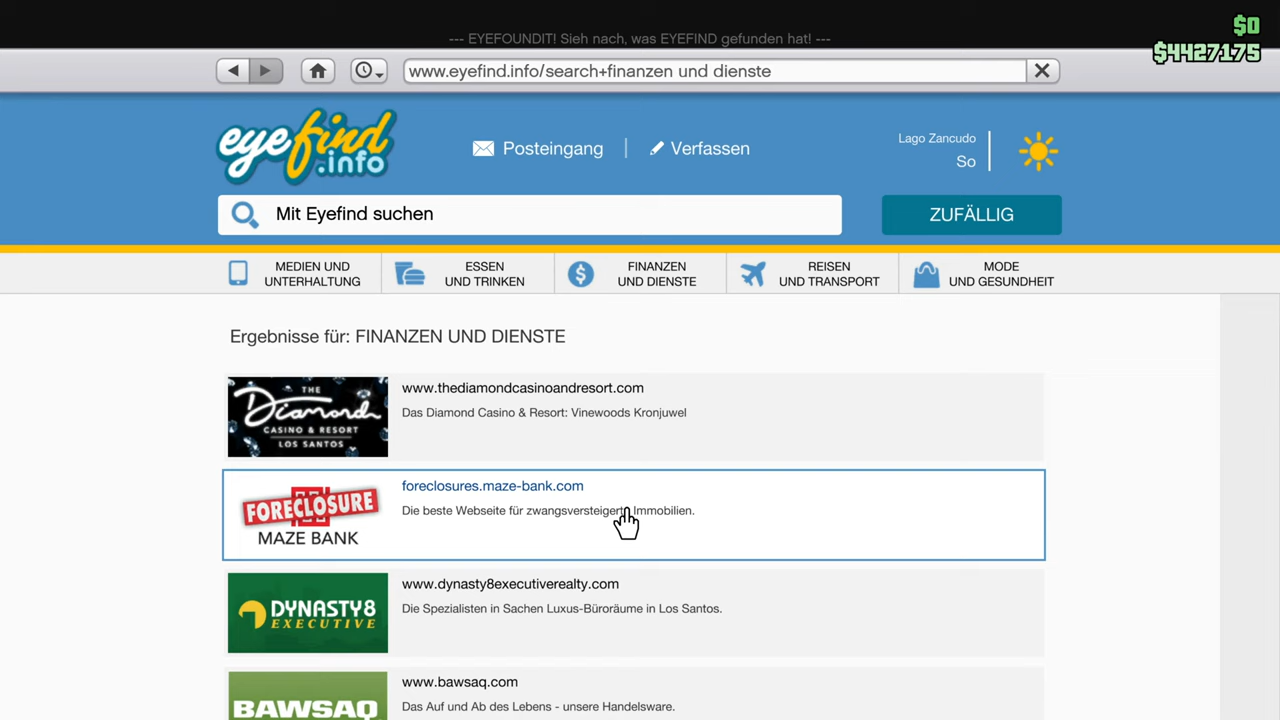 $0
$4427175
--- EYEFOUNDIT! Sieh nach, was EYEFIND gefunden hat! ---
www.eyefind.info/search+finanzen und dienste
eyefind
.info
Posteingang
Verfassen
Lago Zancudo
So
Mit Eyefind suchen
ZUFÄLLIG
MEDIEN UND
UNTERHALTUNG
ESSEN
UND TRINKEN
FINANZEN
UND DIENSTE
REISEN
UND TRANSPORT
MODE
UND GESUNDHEIT
Ergebnisse für: FINANZEN UND DIENSTE
THE
Diamond
CASINO & RESORT
LOS SANTOS
www.thediamondcasinoandresort.com
Das Diamond Casino & Resort: Vinewoods Kronjuwel
FORECLOSURE
MAZE BANK
foreclosures.maze-bank.com
Die beste Webseite für zwangsversteigerte Immobilien.
DYNASTY8
EXECUTIVE
www.dynasty8executiverealty.com
Die Spezialisten in Sachen Luxus-Büroräume in Los Santos.
BAWSAQ
www.bawsaq.com
Das Auf und Ab des Lebens - unsere Handelsware.